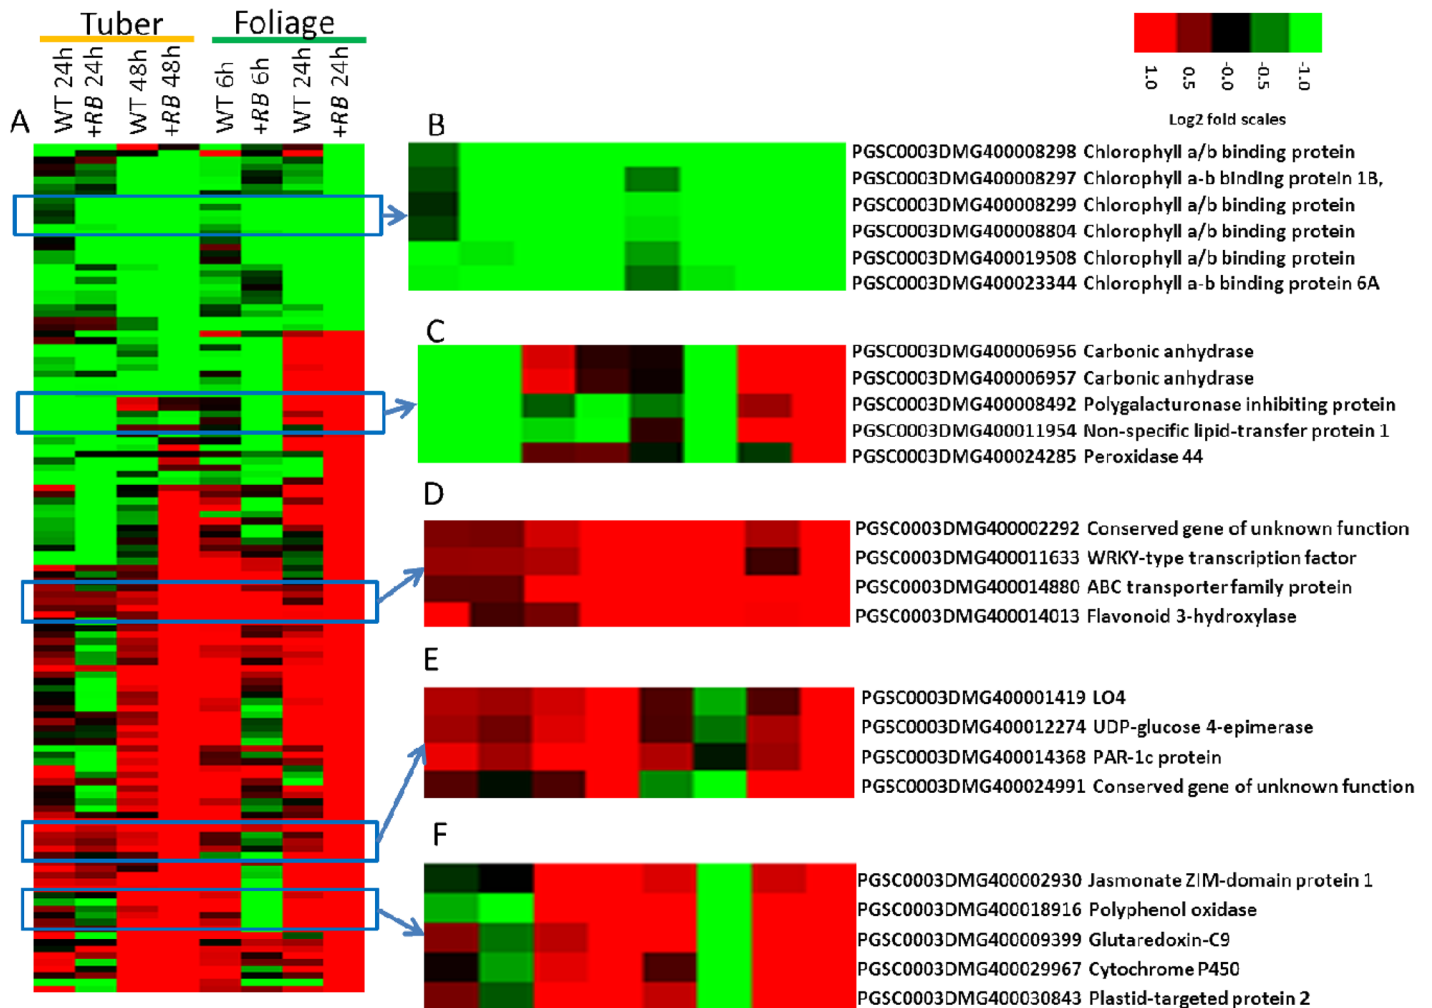 Tuber
Foliage
WT 24h
+RB 24h
WT 48h
+RB 48h
WT 6h
+RB 6h
WT 24h
+RB 24h
1.0
0.5
-0.0
-0.5
-1.0
Log2 fold scales
A
B
PGSC0003DMG400008298 Chlorophyll a/b binding protein
PGSC0003DMG400008297 Chlorophyll a-b binding protein 1B,
PGSC0003DMG400008299 Chlorophyll a/b binding protein
PGSC0003DMG400008804 Chlorophyll a/b binding protein
PGSC0003DMG400019508 Chlorophyll a/b binding protein
PGSC0003DMG400023344 Chlorophyll a-b binding protein 6A
C
PGSC0003DMG400006956 Carbonic anhydrase
PGSC0003DMG400006957 Carbonic anhydrase
PGSC0003DMG400008492 Polygalacturonase inhibiting protein
PGSC0003DMG400011954 Non-specific lipid-transfer protein 1
PGSC0003DMG400024285 Peroxidase 44
D
PGSC0003DMG400002292 Conserved gene of unknown function
PGSC0003DMG400011633 WRKY-type transcription factor
PGSC0003DMG400014880 ABC transporter family protein
PGSC0003DMG400014013 Flavonoid 3-hydroxylase
E
PGSC0003DMG400001419 LO4
PGSC0003DMG400012274 UDP-glucose 4-epimerase
PGSC0003DMG400014368 PAR-1c protein
PGSC0003DMG400024991 Conserved gene of unknown function
F
PGSC0003DMG400002930 Jasmonate ZIM-domain protein 1
PGSC0003DMG400018916 Polyphenol oxidase
PGSC0003DMG400009399 Glutaredoxin-C9
PGSC0003DMG400029967 Cytochrome P450
PGSC0003DMG400030843 Plastid-targeted protein 2